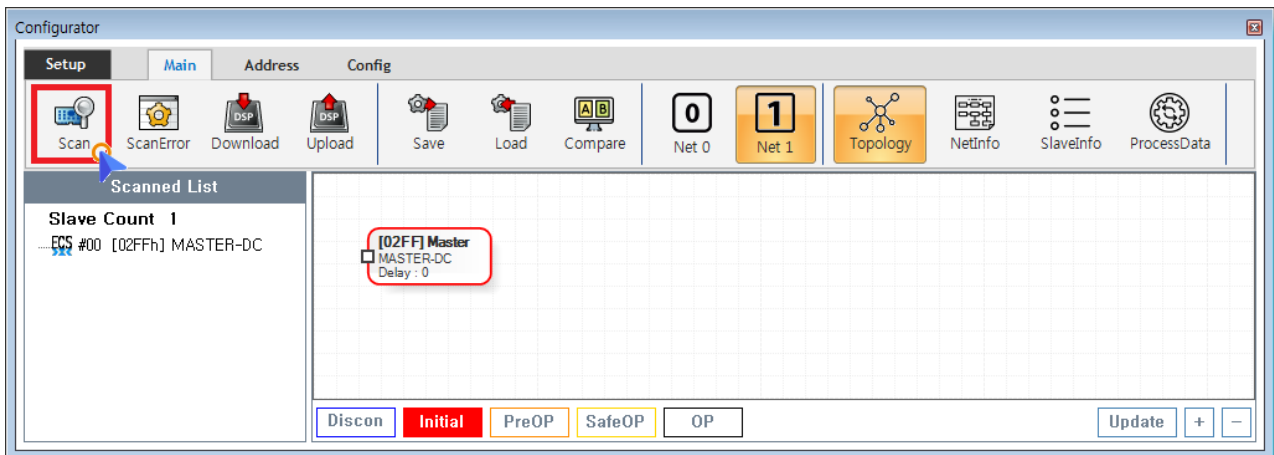 Configurator
Setup Main Address Config
DSP DSP A B 0 1
Scan ScanError Download Upload Save Load Compare Net 0 Net 1 Topology NetInfo SlaveInfo ProcessData
Scanned List
Slave Count 1
ECS #00 [02FFh] MASTER-DC
[02FF] Master
MASTER-DC
Delay : 0
Discon Initial PreOP SafeOP OP Update + −